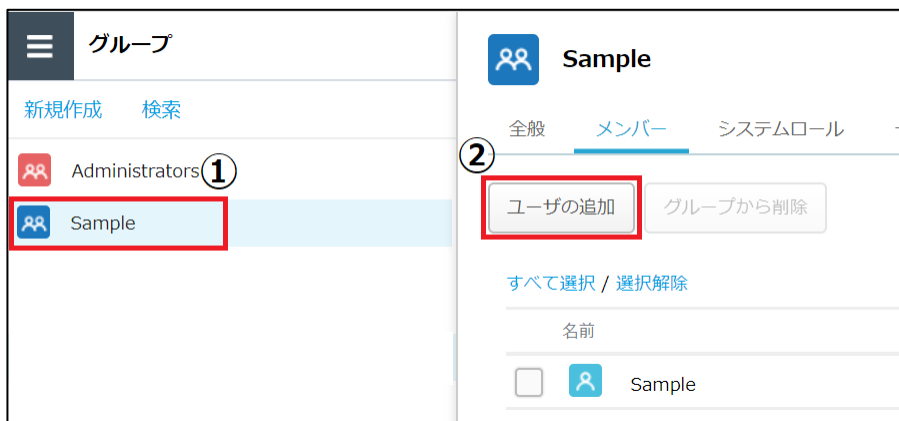 グループ
新規作成 検索
Administrators①
Sample
Sample
全般 メンバー システムロール
②
ユーザの追加 グループから削除
すべて選択 / 選択解除
名前
Sample